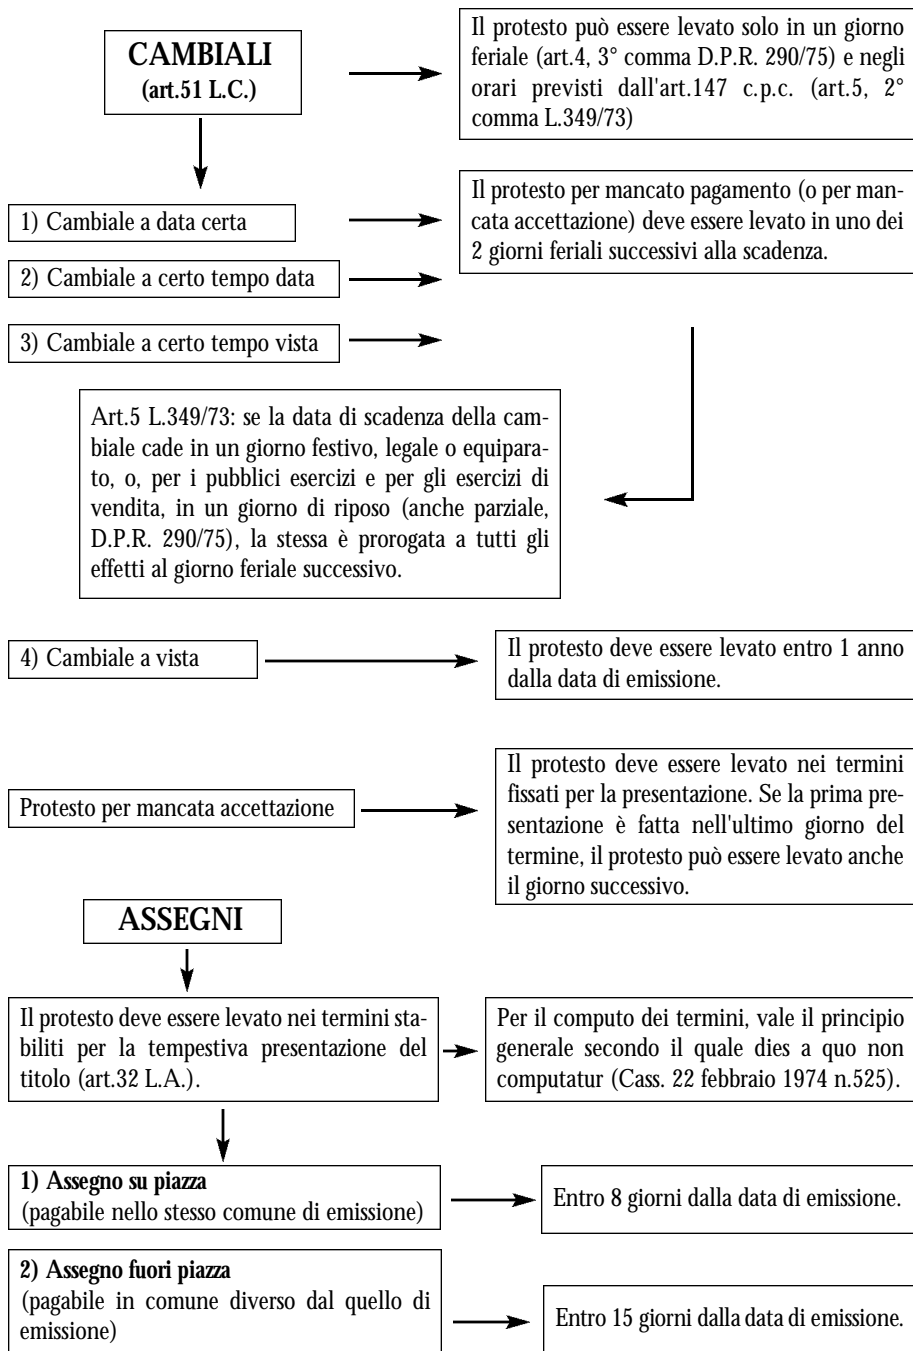 CAMBIALI
(art.51 L.C.)
Il protesto può essere levato solo in un giorno
feriale (art.4, 3° comma D.P.R. 290/75) e negli
orari previsti dall'art.147 c.p.c. (art.5, 2°
comma L.349/73)
1) Cambiale a data certa
Il protesto per mancato pagamento (o per man-
cata accettazione) deve essere levato in uno dei
2 giorni feriali successivi alla scadenza.
2) Cambiale a certo tempo data
3) Cambiale a certo tempo vista
Art.5 L.349/73: se la data di scadenza della cam-
biale cade in un giorno festivo, legale o equipara-
to, o, per i pubblici esercizi e per gli esercizi di
vendita, in un giorno di riposo (anche parziale,
D.P.R. 290/75), la stessa è prorogata a tutti gli
effetti al giorno feriale successivo.
4) Cambiale a vista
Il protesto deve essere levato entro 1 anno
dalla data di emissione.
Protesto per mancata accettazione
Il protesto deve essere levato nei termini
fissati per la presentazione. Se la prima pre-
sentazione è fatta nell'ultimo giorno del
termine, il protesto può essere levato anche
il giorno successivo.
ASSEGNI
Il protesto deve essere levato nei termini sta-
biliti per la tempestiva presentazione del
titolo (art.32 L.A.).
Per il computo dei termini, vale il principio
generale secondo il quale dies a quo non
computatur (Cass. 22 febbraio 1974 n.525).
1) Assegno su piazza
(pagabile nello stesso comune di emissione)
Entro 8 giorni dalla data di emissione.
2) Assegno fuori piazza
(pagabile in comune diverso dal quello di
emissione)
Entro 15 giorni dalla data di emissione.